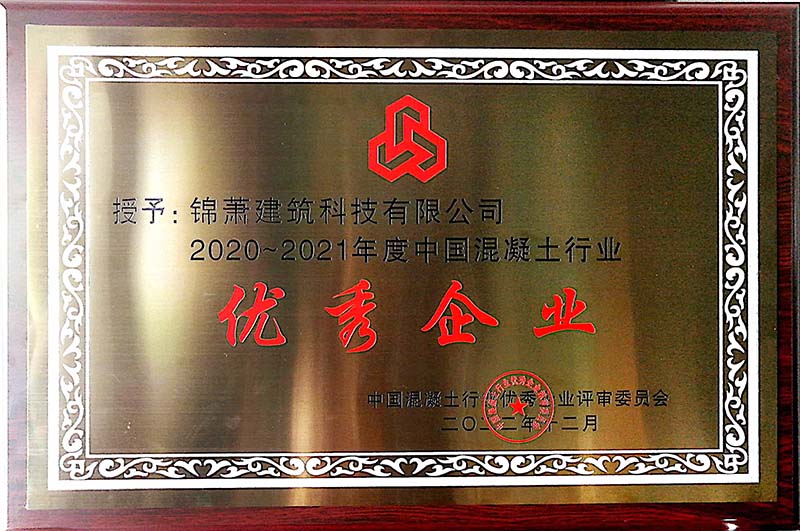 授予：锦萧建筑科技有限公司
2020~2021年度中国混凝土行业
优秀企业
中国混凝土行业优秀企业评审委员会
二〇二二年十二月